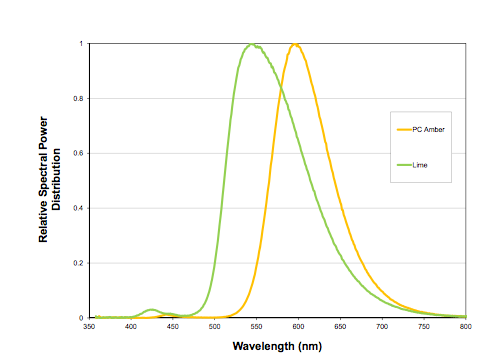 Relative Spectral Power
Distribution
1
0.8
0.6
0.4
0.2
0
350 400 450 500 550 600 650 700 750 800
Wavelength (nm)
PC Amber
Lime